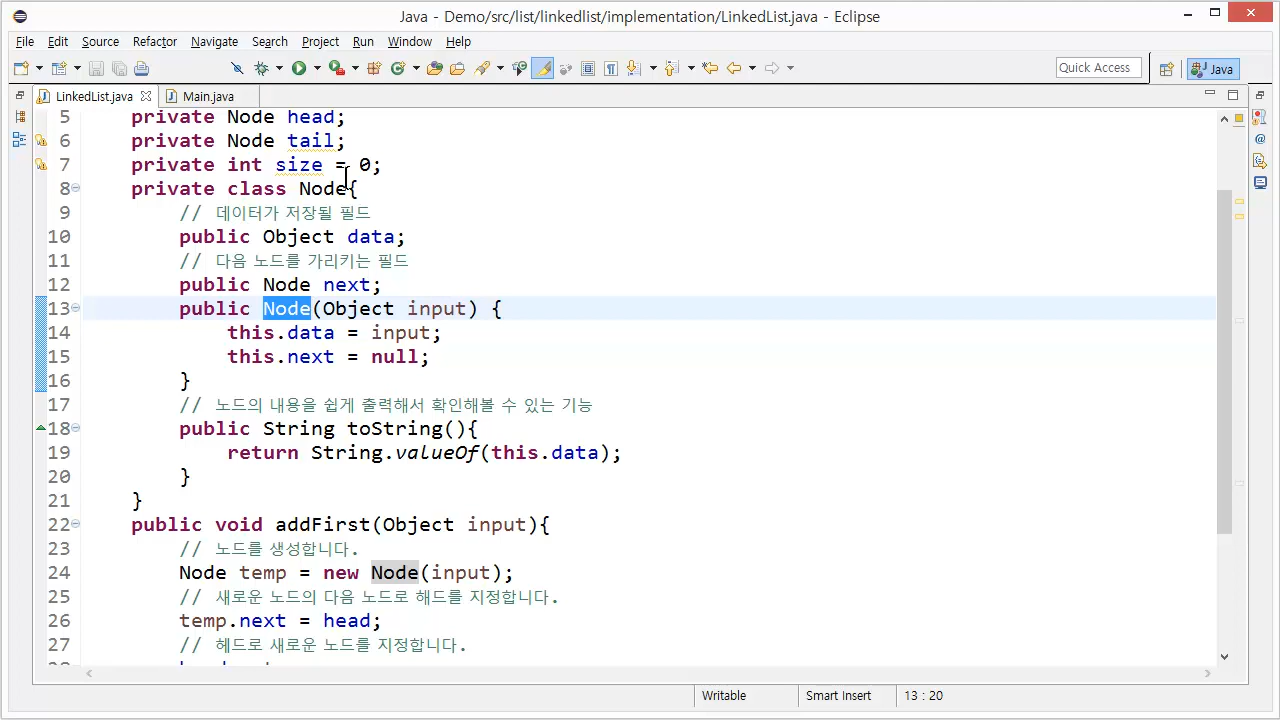 Java - Demo/src/list/linkedlist/implementation/LinkedList.java - Eclipse
File Edit Source Refactor Navigate Search Project Run Window Help
Quick Access Java
LinkedList.java Main.java
5 private Node head;
6 private Node tail;
7 private int size = 0;
8 private class Node{
9 // 데이터가 저장될 필드
10 public Object data;
11 // 다음 노드를 가리키는 필드
12 public Node next;
13 public Node(Object input) {
14 this.data = input;
15 this.next = null;
16 }
17 // 노드의 내용을 쉽게 출력해서 확인해볼 수 있는 기능
18 public String toString(){
19 return String.valueOf(this.data);
20 }
21 }
22 public void addFirst(Object input){
23 // 노드를 생성합니다.
24 Node temp = new Node(input);
25 // 새로운 노드의 다음 노드로 해드를 지정합니다.
26 temp.next = head;
27 // 헤드로 새로운 노드를 지정합니다.
Writable Smart Insert 13 : 20